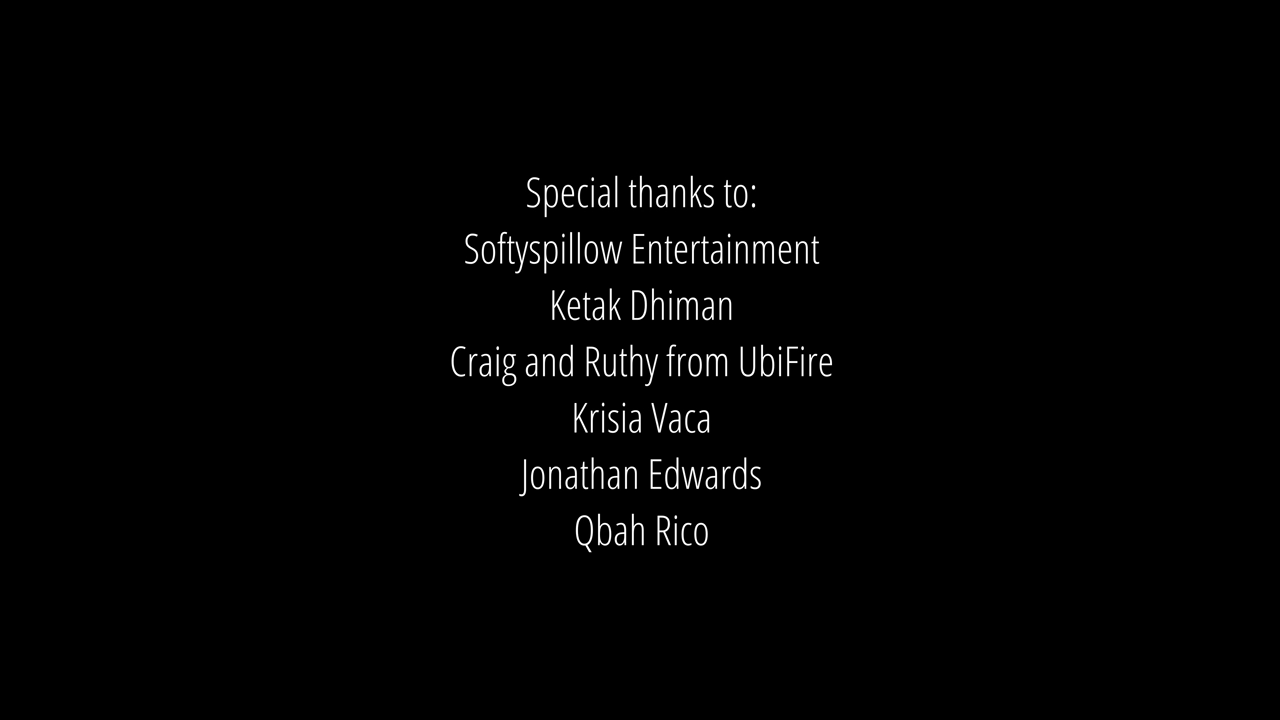 Special thanks to:
Softyspillow Entertainment
Ketak Dhiman
Craig and Ruthy from UbiFire
Krisia Vaca
Jonathan Edwards
Qbah Rico